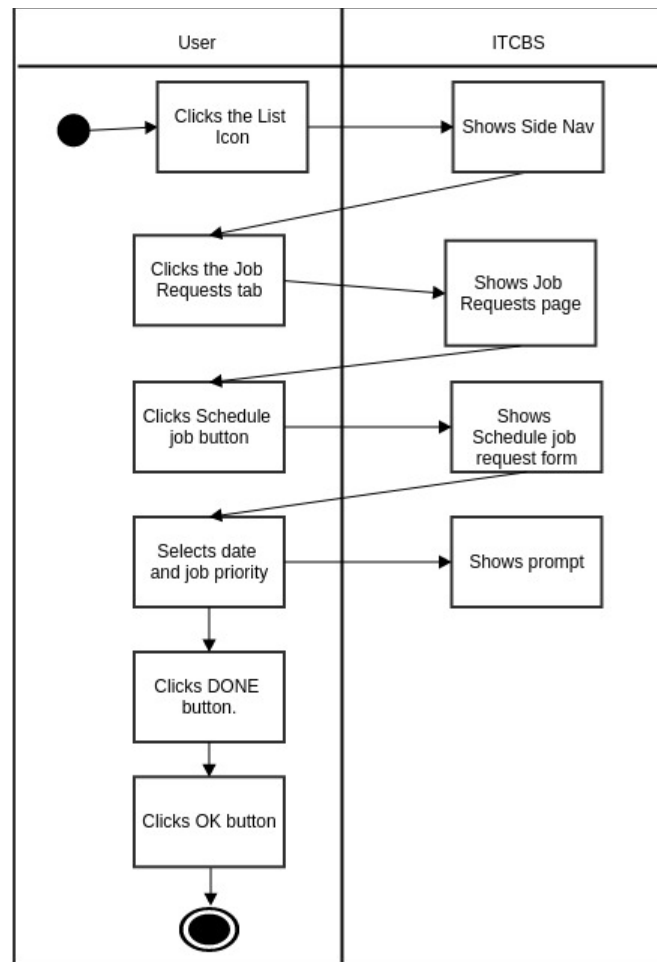 User
ITCBS
Clicks the List
Icon
Shows Side Nav
Clicks the Job
Requests tab
Shows Job
Requests page
Clicks Schedule
job button
Shows
Schedule job
request form
Selects date
and job priority
Shows prompt
Clicks DONE
button.
Clicks OK button